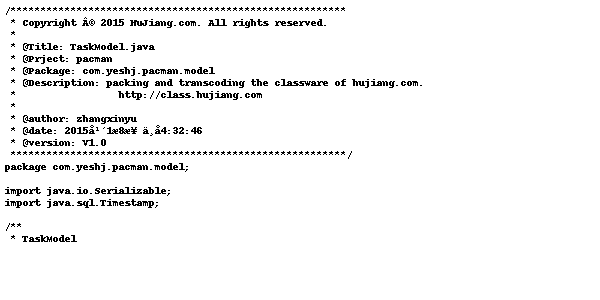 /********************************************************
 * Copyright Â© 2015 HuJiang.com. All rights reserved.
 *
 * @Title: TaskModel.java
 * @Prject: pacman
 * @Package: com.yeshj.pacman.model
 * @Description: packing and transcoding the classware of hujiang.com.
 *                 http://class.hujiang.com
 *
 * @author: zhangxinyu
 * @date: 2015å¹´1æ8æ¥ ä¸å4:32:46
 * @version: V1.0
 ********************************************************/
package com.yeshj.pacman.model;
import java.io.Serializable;
import java.sql.Timestamp;
/**
 * TaskModel